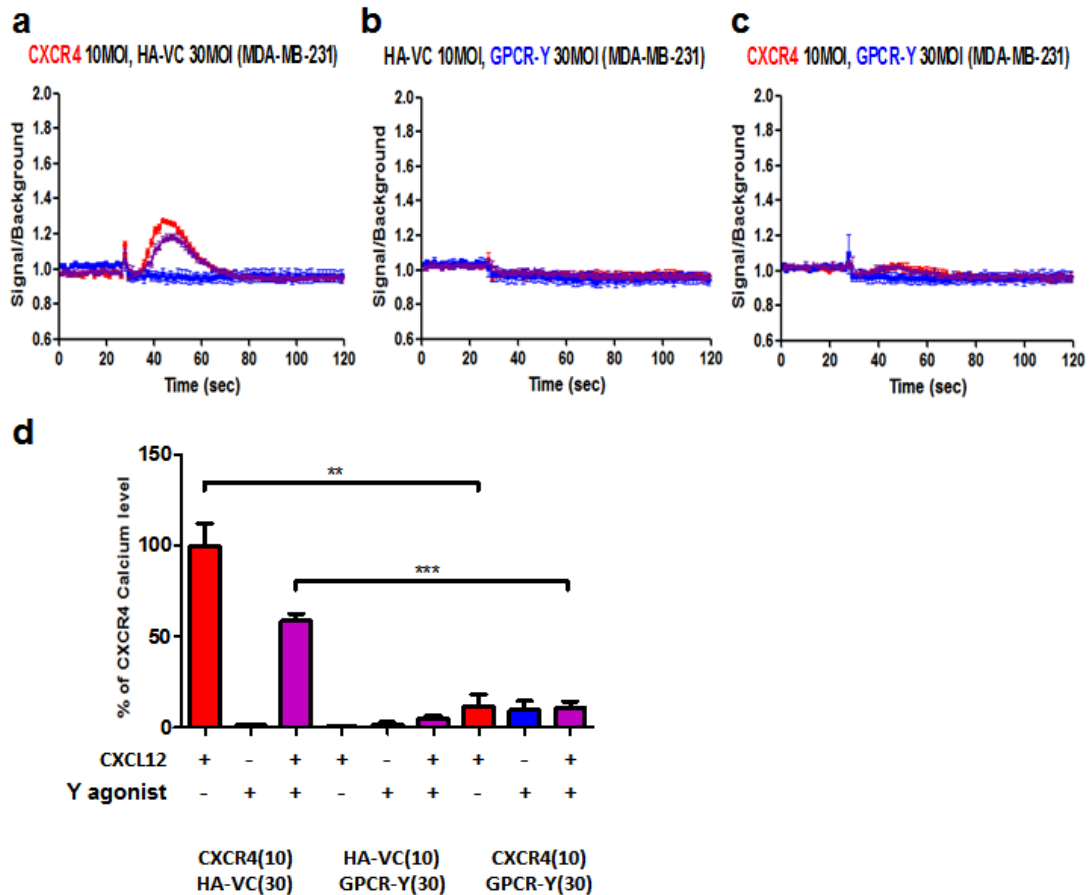 a
CXCR4 10MOI, HA-VC 30MOI (MDA-MB-231)
Signal/Background
2.0
1.8
1.6
1.4
1.2
1.0
0.8
0.6
0 20 40 60 80 100 120
Time (sec)
b
HA-VC 10MOI, GPCR-Y 30MOI (MDA-MB-231)
Signal/Background
2.0
1.8
1.6
1.4
1.2
1.0
0.8
0.6
0 20 40 60 80 100 120
Time (sec)
c
CXCR4 10MOI, GPCR-Y 30MOI (MDA-MB-231)
Signal/Background
2.0
1.8
1.6
1.4
1.2
1.0
0.8
0.6
0 20 40 60 80 100 120
Time (sec)
d
% of CXCR4 Calcium level
150
100
50
0
**
***
CXCL12 + - + + - + + - +
Y agonist - + + - + + - + +
CXCR4(10) HA-VC(10) CXCR4(10)
HA-VC(30) GPCR-Y(30) GPCR-Y(30)